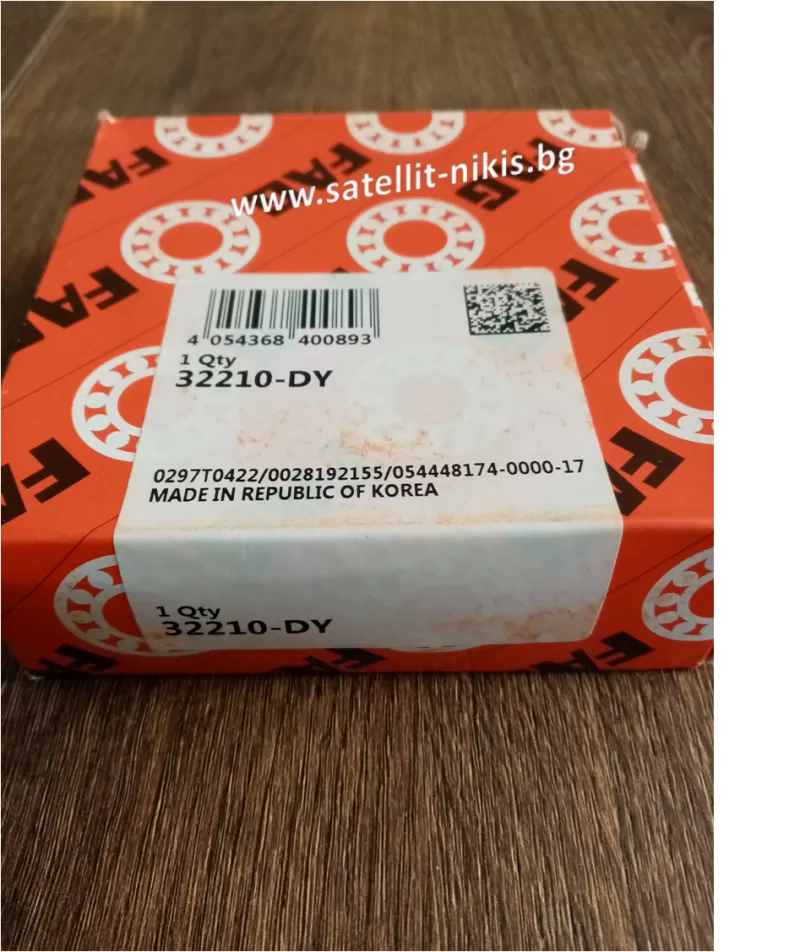 www.satellit-nikis.bg
FAG
4 054368 400893
1 Qty
32210-DY
0297T0422/0028192155/054448174-0000-17
MADE IN REPUBLIC OF KOREA
1 Qty
32210-DY